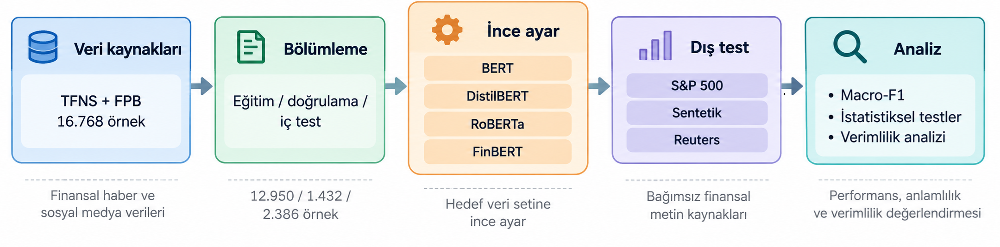 Veri kaynakları
TFNS + FPB
16.768 örnek
Finansal haber ve
sosyal medya verileri
Bölümleme
Eğitim / doğrulama /
iç test
12.950 / 1.432 /
2.386 örnek
İnce ayar
BERT
DistilBERT
RoBERTa
FinBERT
Hedef veri setine
ince ayar
Dış test
S&P 500
Sentetik
Reuters
Bağımsız finansal
metin kaynakları
Analiz
• Macro-F1
• İstatistiksel testler
• Verimlilik analizi
Performans, anlamlılık
ve verimlilik değerlendirmesi